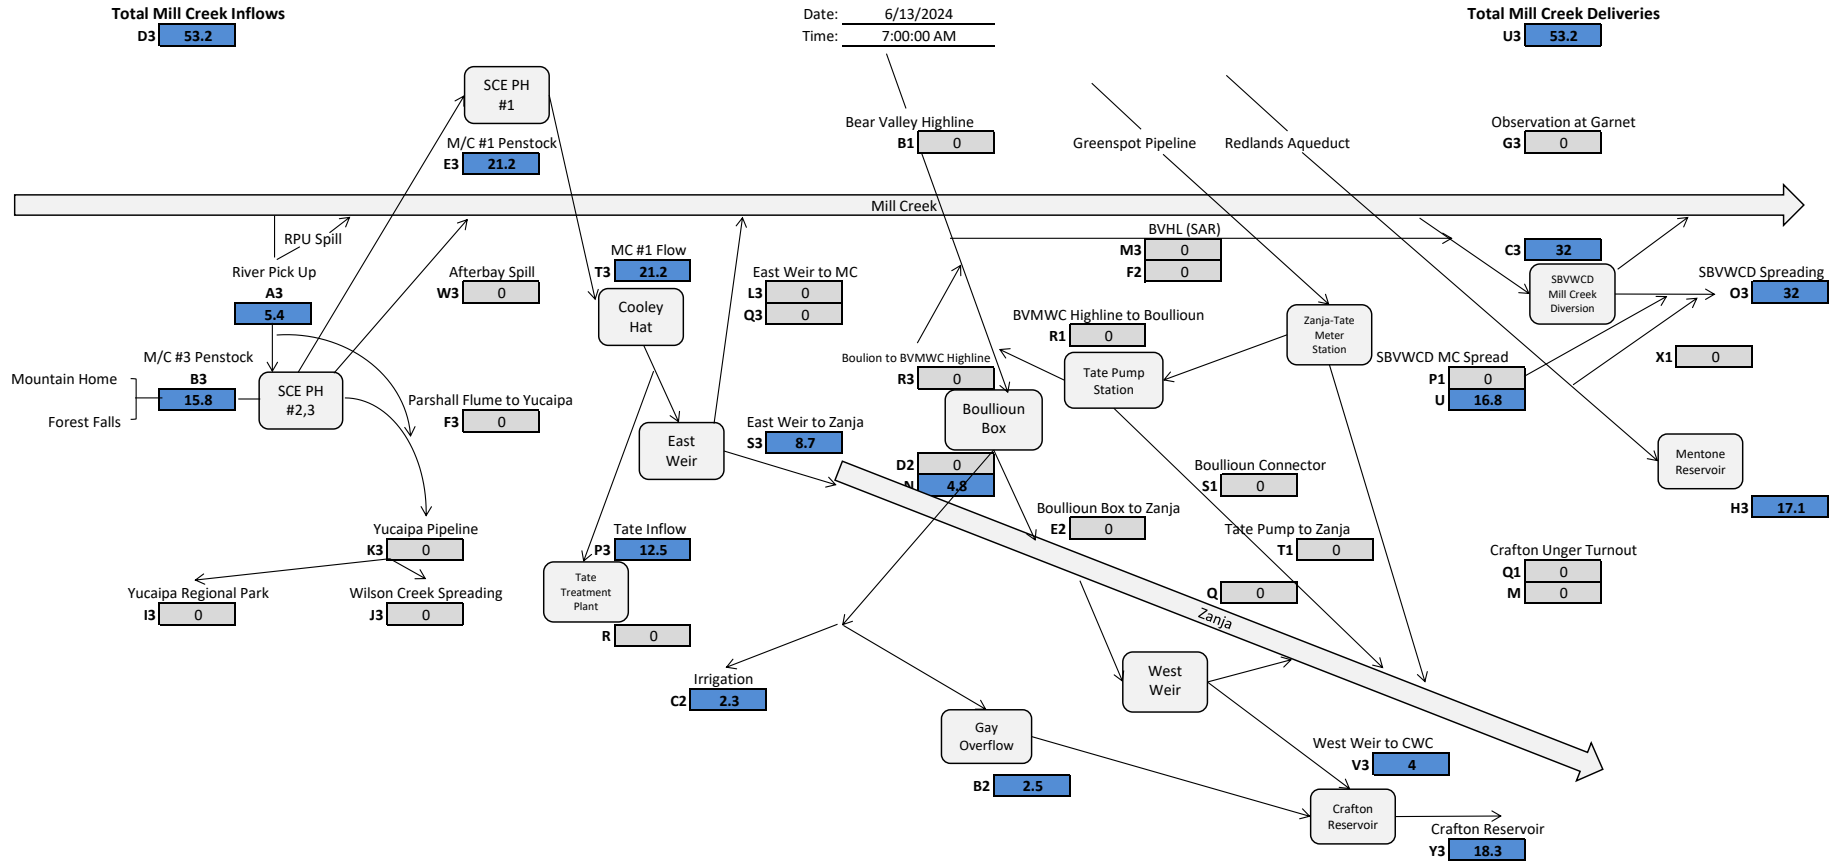 Total Mill Creek Inflows
D3 53.2
Date: 6/13/2024
Time: 7:00:00 AM
Total Mill Creek Deliveries
U3 53.2
SCE PH
#1
M/C #1 Penstock
E3 21.2
Bear Valley Highline
B1 0
Greenspot Pipeline
Redlands Aqueduct
Observation at Garnet
G3 0
Mill Creek
RPU Spill
River Pick Up
A3
5.4
Afterbay Spill
W3 0
MC #1 Flow
T3 21.2
Cooley
Hat
East Weir to MC
L3 0
Q3 0
BVHL (SAR)
M3 0
F2 0
C3 32
SBVWCD
Mill Creek
Diversion
SBVWCD Spreading
O3 32
BVMWC Highline to Boullioun
R1 0
Zanja-Tate
Meter
Station
M/C #3 Penstock
B3
15.8
Mountain Home
Forest Falls
SCE PH
#2,3
Parshall Flume to Yucaipa
F3 0
Boulion to BVMWC Highline
R3 0
Tate Pump
Station
SBVWCD MC Spread
P1 0
U 16.8
X1 0
Boullioun
Box
East
Weir
East Weir to Zanja
S3 8.7
D2 0
N 4.8
Boullioun Connector
S1 0
Mentone
Reservoir
H3 17.1
Boullioun Box to Zanja
E2 0
Yucaipa Pipeline
K3 0
Tate Inflow
P3 12.5
Tate Pump to Zanja
T1 0
Crafton Unger Turnout
Q1 0
M 0
Yucaipa Regional Park
I3 0
Wilson Creek Spreading
J3 0
Tate
Treatment
Plant
R 0
Q 0
Zanja
Irrigation
C2 2.3
West
Weir
Gay
Overflow
B2 2.5
West Weir to CWC
V3 4
Crafton
Reservoir
Crafton Reservoir
Y3 18.3